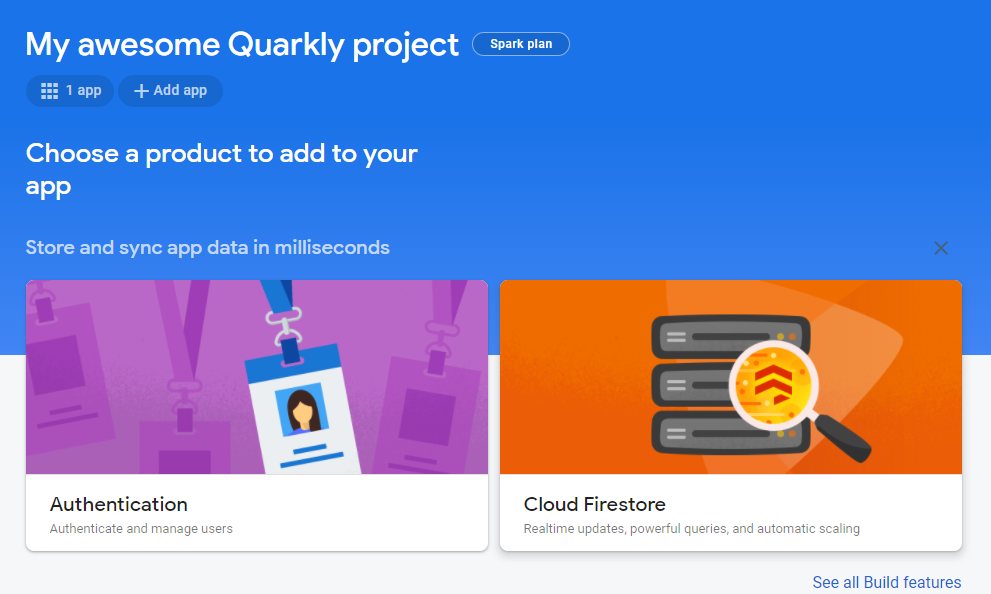 My awesome Quarkly project Spark plan
1 app Add app
Choose a product to add to your
app
Store and sync app data in milliseconds
Authentication
Authenticate and manage users
Cloud Firestore
Realtime updates, powerful queries, and automatic scaling
See all Build features